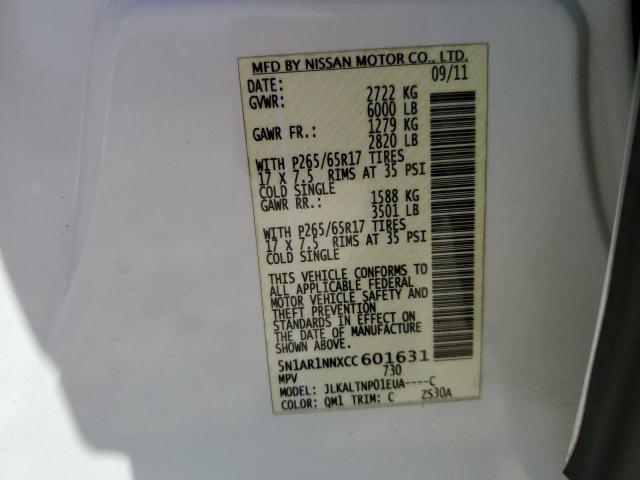 MFD BY NISSAN MOTOR CO., LTD.
DATE: 09/11
GVWR: 2722 KG
6000 LB
GAWR FR.: 1279 KG
2820 LB
WITH P265/65R17 TIRES
17 X 7.5 RIMS AT 35 PSI
COLD SINGLE
GAWR RR.: 1588 KG
3501 LB
WITH P265/65R17 TIRES
17 X 7.5 RIMS AT 35 PSI
COLD SINGLE
THIS VEHICLE CONFORMS TO
ALL APPLICABLE FEDERAL
MOTOR VEHICLE SAFETY AND
THEFT PREVENTION
STANDARDS IN EFFECT ON
THE DATE OF MANUFACTURE
SHOWN ABOVE.
5N1AR1NNXCC601631
MPV 730
MODEL: JLKALTNP01EUA----C
COLOR: QM1 TRIM: C ZS30A